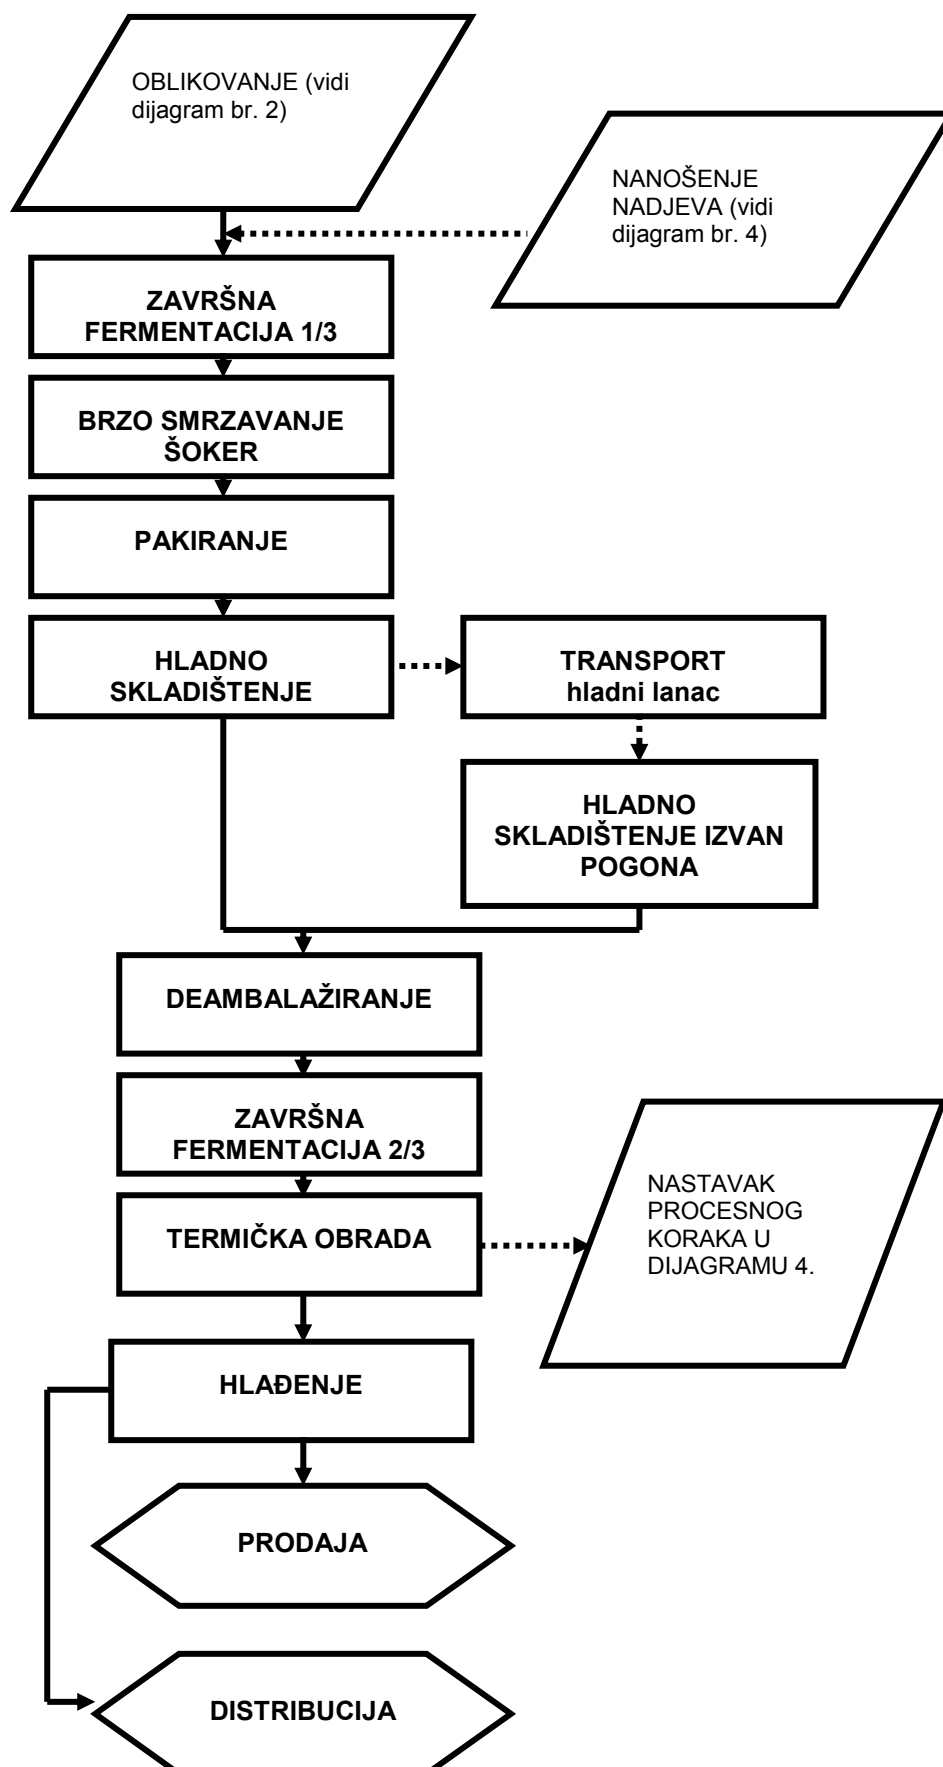 OBLIKOVANJE (vidi
dijagram br. 2)
NANOŠENJE
NADJEVA (vidi
dijagram br. 4)
ZAVRŠNA
FERMENTACIJA 1/3
BRZO SMRZAVANJE
ŠOKER
PAKIRANJE
HLADNO
SKLADIŠTENJE
TRANSPORT
hladni lanac
HLADNO
SKLADIŠTENJE IZVAN
POGONA
DEAMBALAŽIRANJE
ZAVRŠNA
FERMENTACIJA 2/3
TERMIČKA OBRADA
NASTAVAK
PROCESNOG
KORAKA U
DIJAGRAMU 4.
HLAĐENJE
PRODAJA
DISTRIBUCIJA